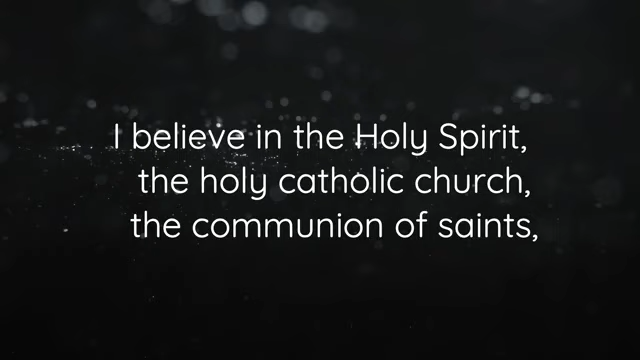 I believe in the Holy Spirit,
the holy catholic church,
the communion of saints,